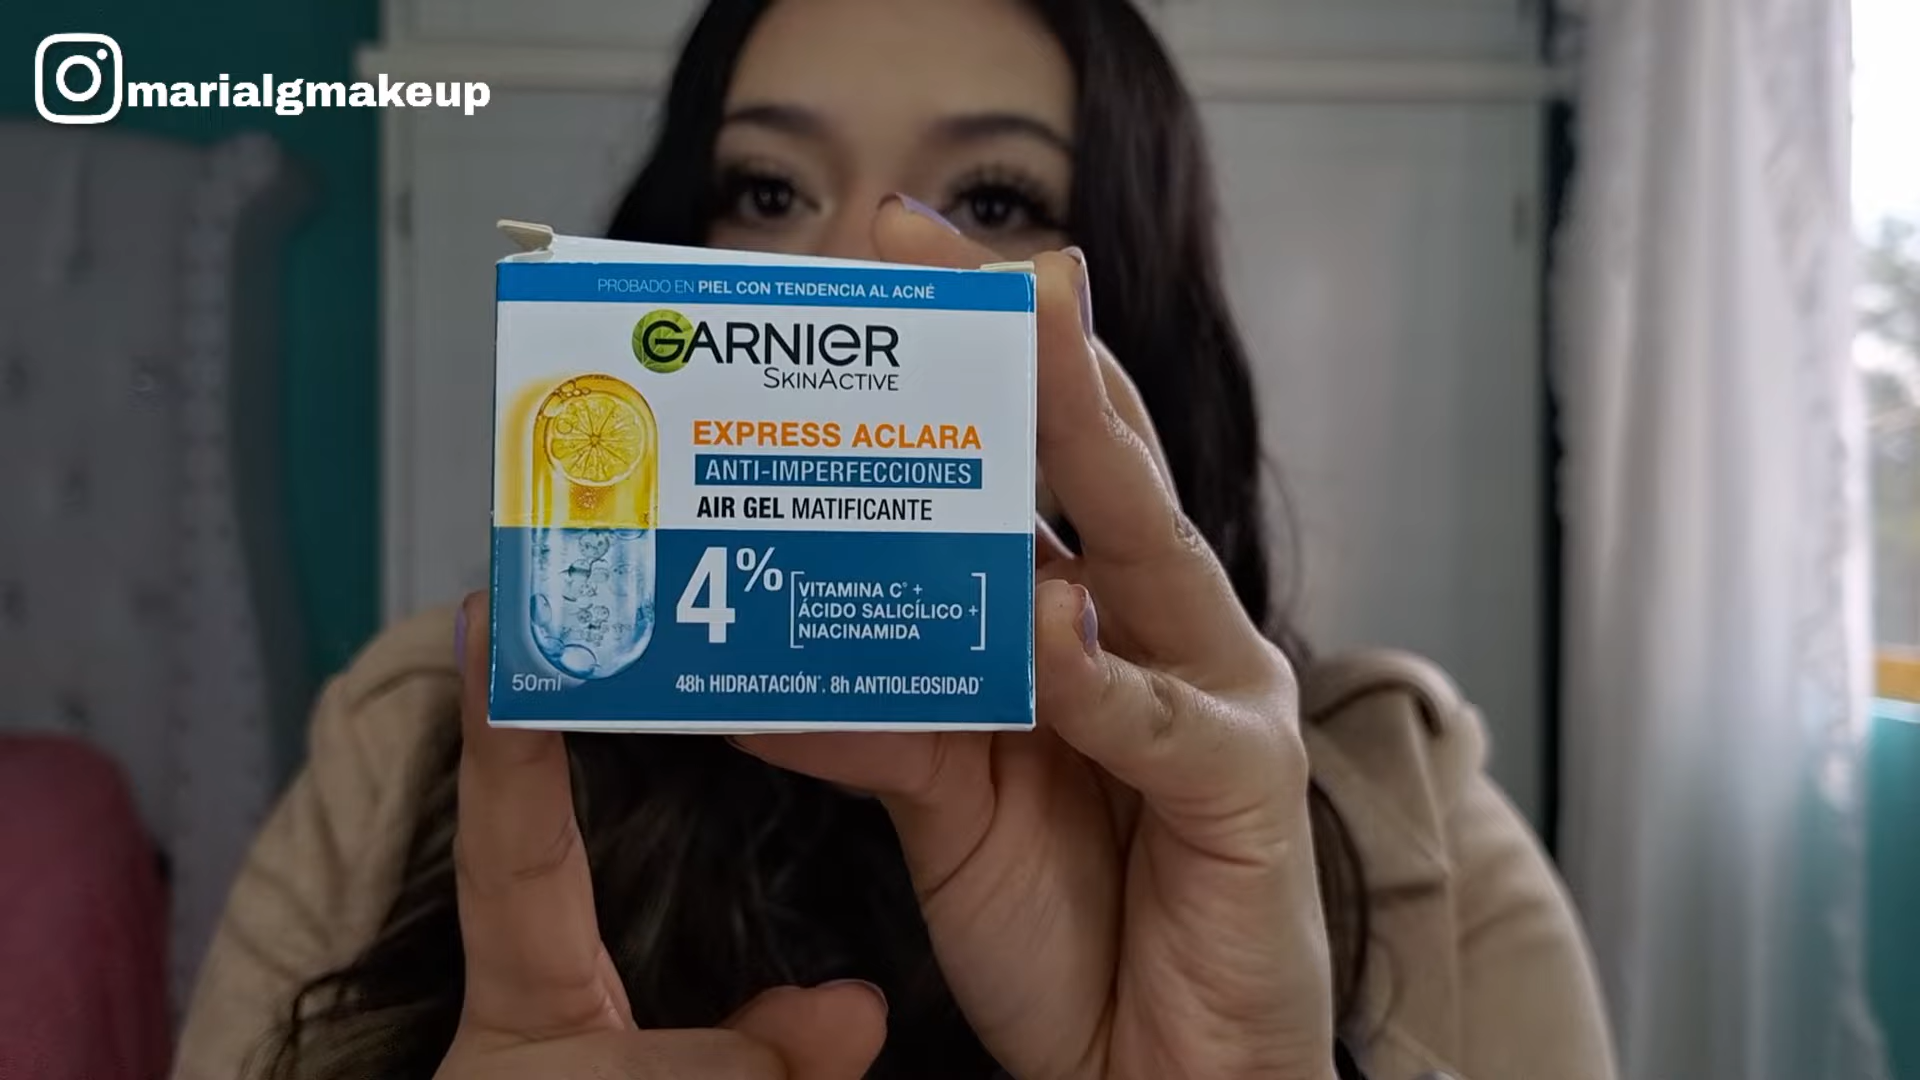 marialgmakeup
PROBADO EN PIEL CON TENDENCIA AL ACNÉ
GARNIER
SKINACTIVE
EXPRESS ACLARA
ANTI-IMPERFECCIONES
AIR GEL MATIFICANTE
4%
VITAMINA C* +
ÁCIDO SALICÍLICO +
NIACINAMIDA
50ml
48h HIDRATACIÓN*. 8h ANTIOLEOSIDAD*